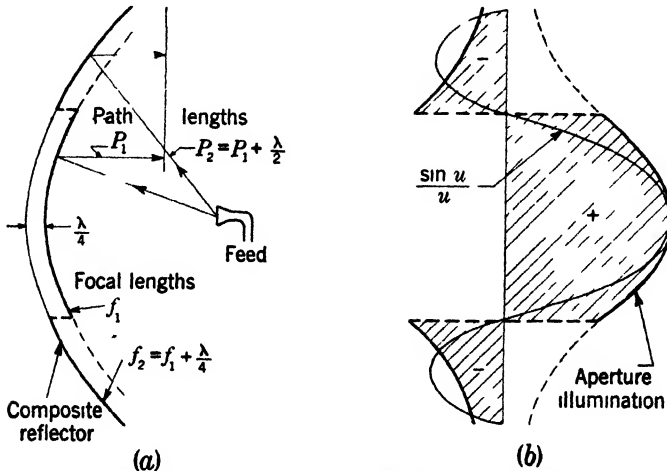 Path
lengths
P₁
P₂ = P₁ + λ/2
λ/4
Feed
Focal lengths
f₁
f₂ = f₁ + λ/4
Composite
reflector
(a)
-
sin u / u
+
-
Aperture
illumination
(b)